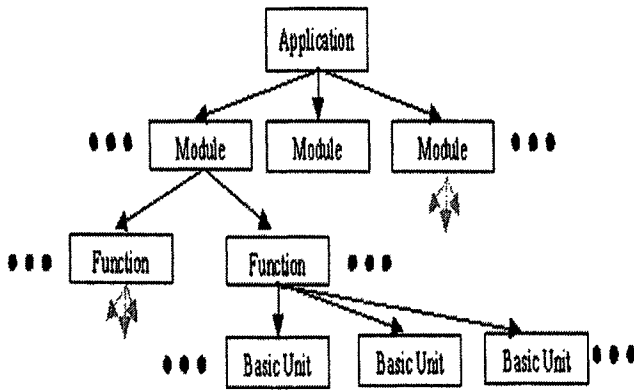 Application
Module
Module
Module
Function
Function
Basic Unit
Basic Unit
Basic Unit